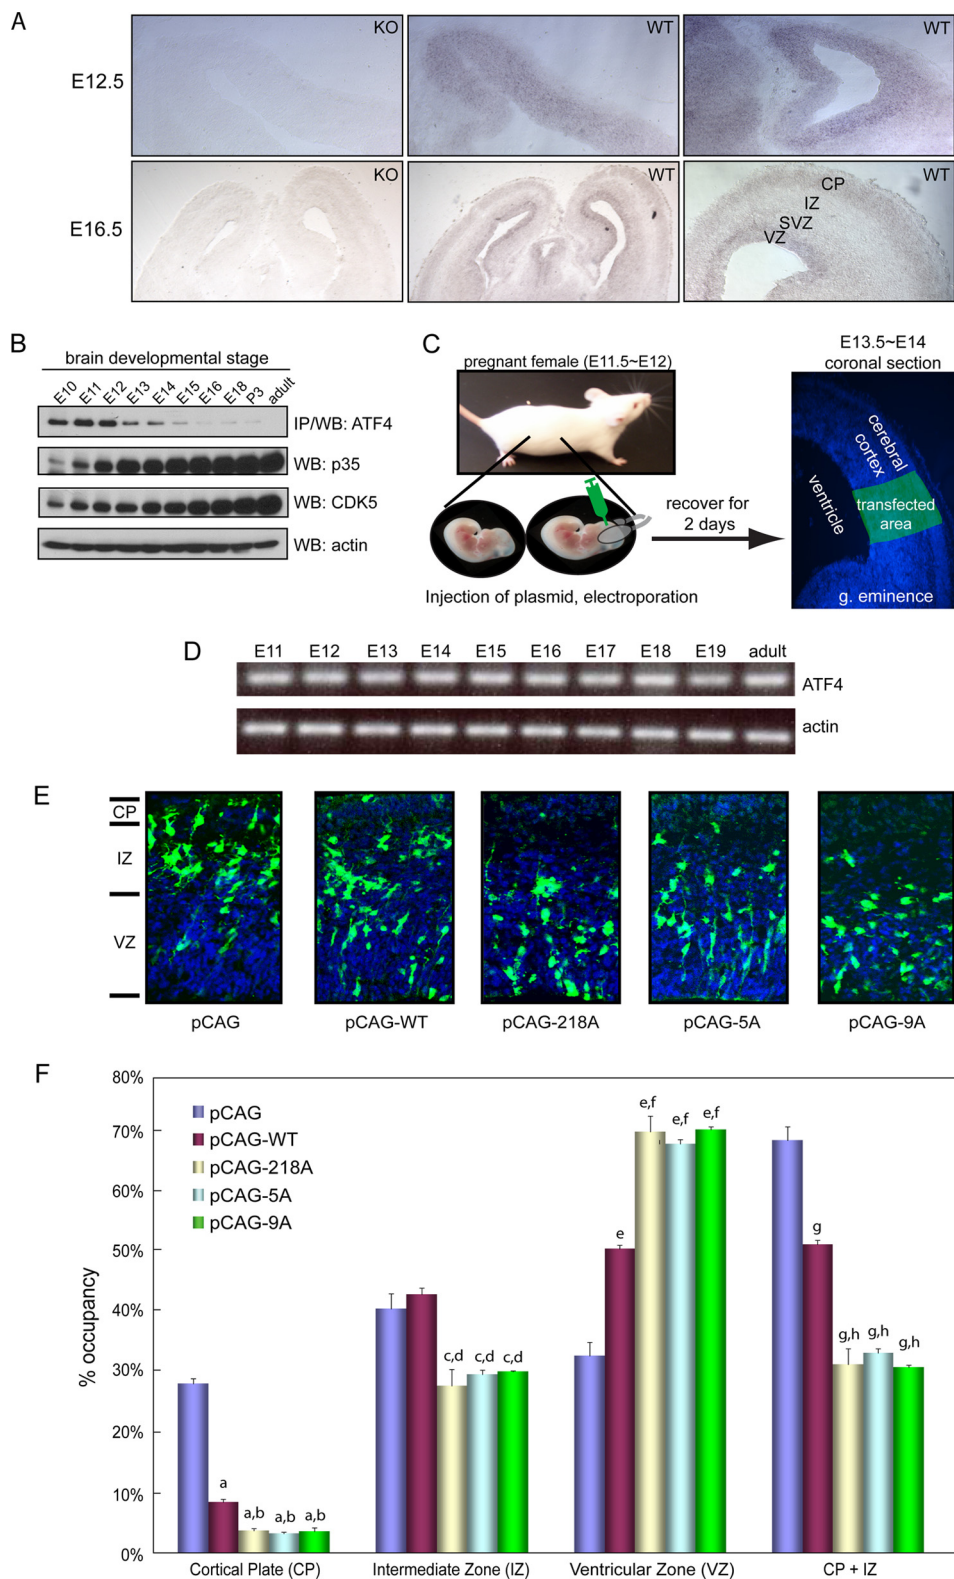 A
KO
WT
WT
E12.5
KO
WT
WT
E16.5
CP
IZ
SVZ
VZ
B
brain developmental stage
E10 E11 E12 E13 E14 E15 E16 E18 P3 adult
IP/WB: ATF4
WB: p35
WB: CDK5
WB: actin
C
pregnant female (E11.5~E12)
recover for
2 days
Injection of plasmid, electroporation
E13.5~E14
coronal section
cerebral
cortex
ventricle
transfected
area
g. eminence
D
E11 E12 E13 E14 E15 E16 E17 E18 E19 adult
ATF4
actin
E
CP
IZ
VZ
pCAG pCAG-WT pCAG-218A pCAG-5A pCAG-9A
F
80%
70%
60%
50%
40%
30%
20%
10%
0%
% occupancy
pCAG
pCAG-WT
pCAG-218A
pCAG-5A
pCAG-9A
a
a,b a,b a,b
c,d c,d c,d
e
e,f e,f e,f
g
g,h g,h g,h
Cortical Plate (CP) Intermediate Zone (IZ) Ventricular Zone (VZ) CP + IZ